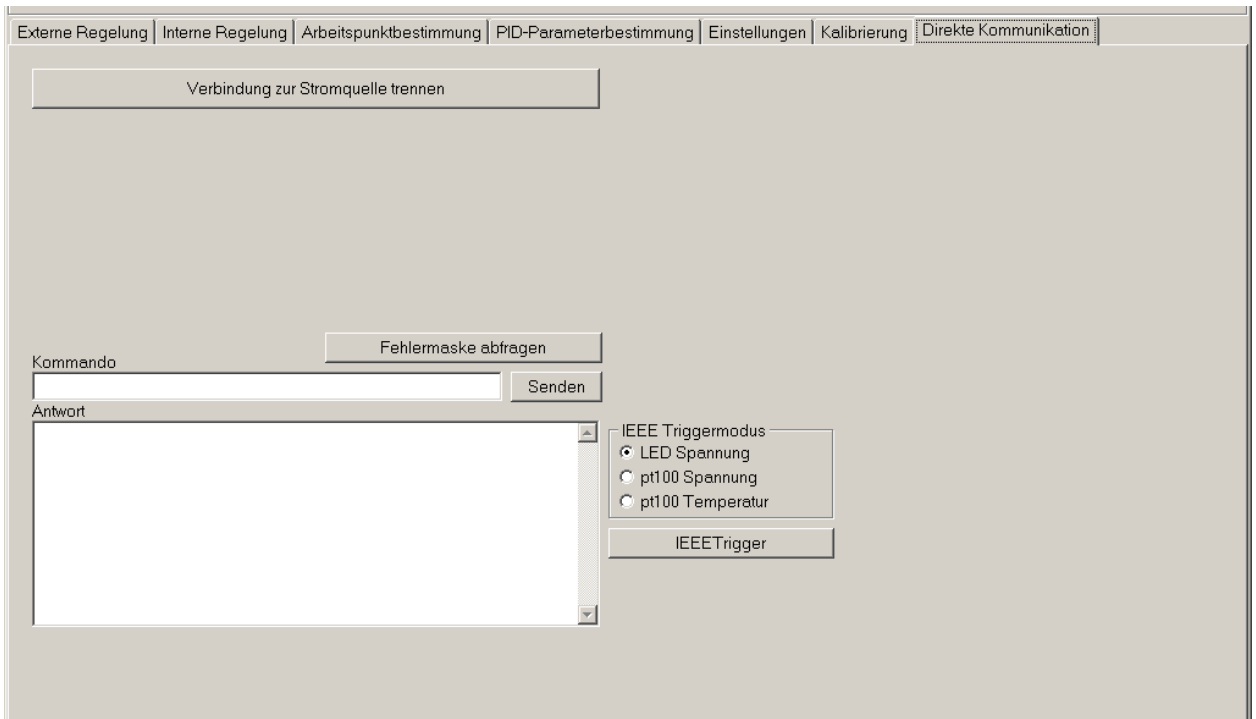 Externe Regelung Interne Regelung Arbeitspunktbestimmung PID-Parameterbestimmung Einstellungen Kalibrierung Direkte Kommunikation
Verbindung zur Stromquelle trennen
Fehlermaske abfragen
Kommando
Senden
Antwort
IEEE Triggermodus
LED Spannung
pt100 Spannung
pt100 Temperatur
IEEETrigger